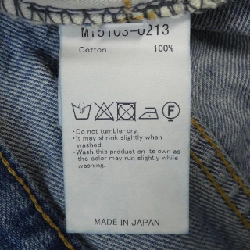 MT5103-0213
Cotton 100%
• Do not tumble dry.
• It may shrink slightly when
washed.
• Wash this product on its own as
the color may run slightly while
washing.
MADE IN JAPAN